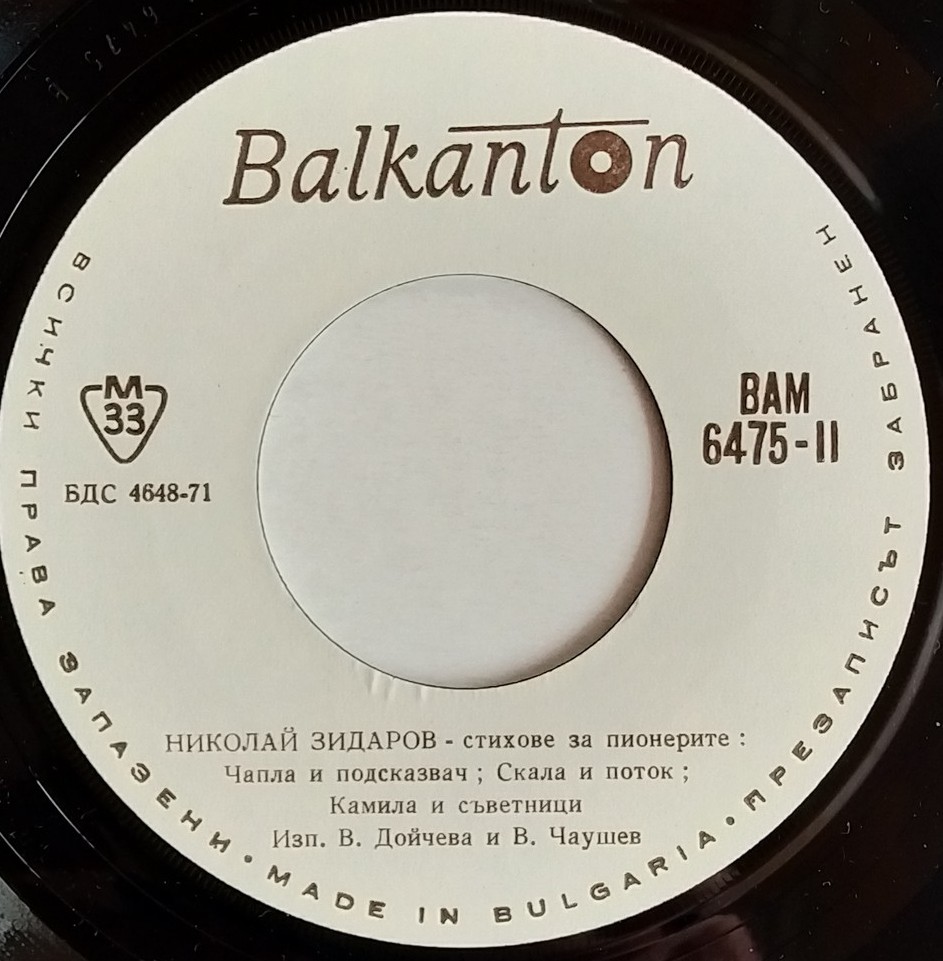 Balkanton
ВСИЧКИ ПРАВА ЗАПАЗЕНИ • MADE IN BULGARIA • ПРЕЗАПИСЪТ ЗАБРАНЕН
М
33
БДС 4648-71
ВАМ
6475-II
НИКОЛАЙ ЗИДАРОВ - стихове за пионерите :
Чапла и подсказвач ; Скала и поток ;
Камила и съветници
Изп. В. Дойчева и В. Чаушев